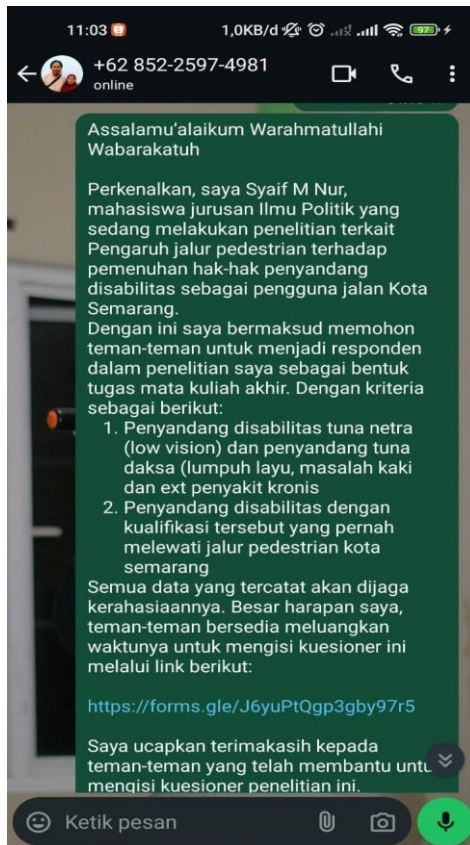 11:03
1,0KB/d
97
+62 852-2597-4981
online
Assalamu'alaikum Warahmatullahi
Wabarakatuh
Perkenalkan, saya Syaif M Nur,
mahasiswa jurusan Ilmu Politik yang
sedang melakukan penelitian terkait
Pengaruh jalur pedestrian terhadap
pemenuhan hak-hak penyandang
disabilitas sebagai pengguna jalan Kota
Semarang.
Dengan ini saya bermaksud memohon
teman-teman untuk menjadi responden
dalam penelitian saya sebagai bentuk
tugas mata kuliah akhir. Dengan kriteria
sebagai berikut:
1. Penyandang disabilitas tuna netra
(low vision) dan penyandang tuna
daksa (lumpuh layu, masalah kaki
dan ext penyakit kronis
2. Penyandang disabilitas dengan
kualifikasi tersebut yang pernah
melewati jalur pedestrian kota
semarang
Semua data yang tercatat akan dijaga
kerahasiaannya. Besar harapan saya,
teman-teman bersedia meluangkan
waktunya untuk mengisi kuesioner ini
melalui link berikut:
https://forms.gle/J6yuPtQgp3gby97r5
Saya ucapkan terimakasih kepada
teman-teman yang telah membantu untu
mengisi kuesioner penelitian ini.
Ketik pesan